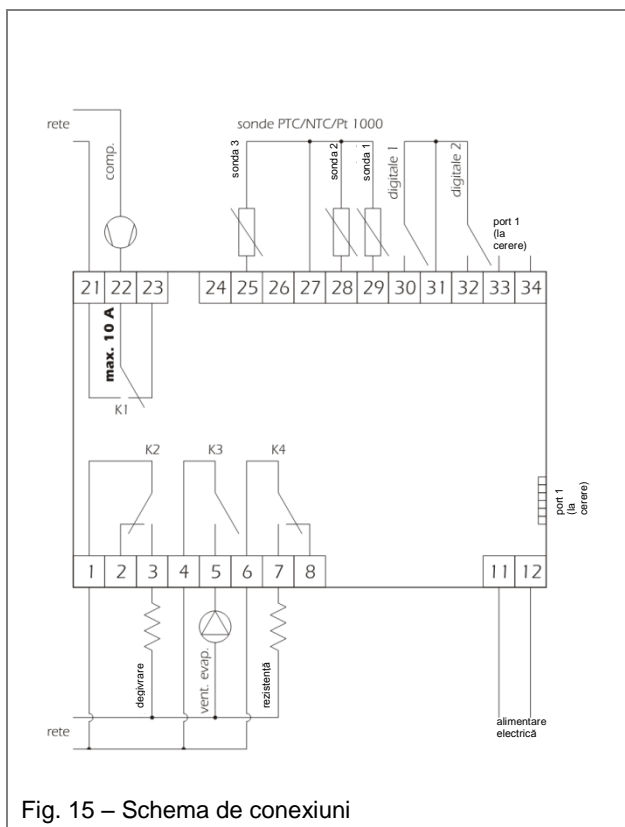 rete
comp.
sonde PTC/NTC/Pt 1000
sonda 3
sonda 2
sonda 1
digitale 1
digitale 2
port 1
(la
cerere)
21 22 23 24 25 26 27 28 29 30 31 32 33 34
max. 10 A
K1
K2 K3 K4
port 1
(la
cerere)
1 2 3 4 5 6 7 8 11 12
degivrare
vent. evap.
rezistență
rete
alimentare
electrică
Fig. 15 – Schema de conexiuni